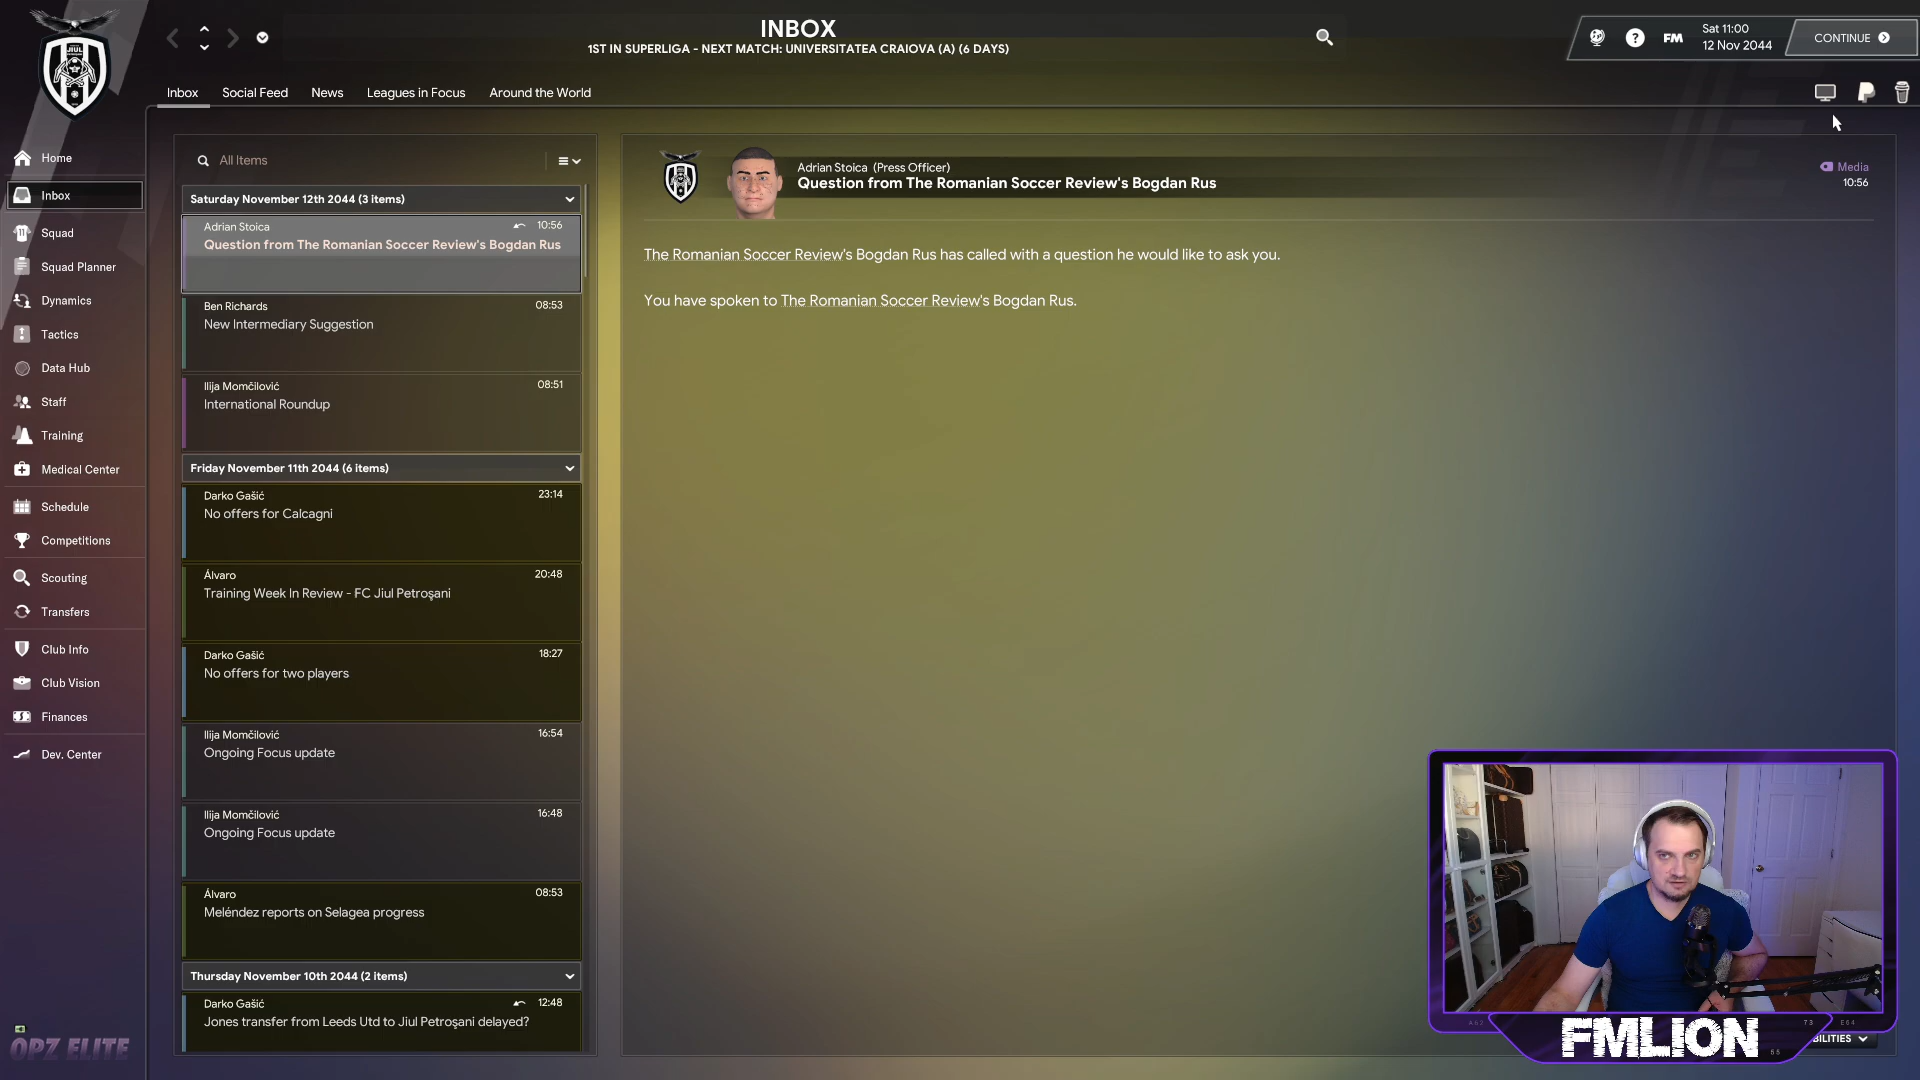 INBOX
1ST IN SUPERLIGA - NEXT MATCH: UNIVERSITATEA CRAIOVA (A) (6 DAYS)
FM
Sat 11:00
12 Nov 2044
CONTINUE
Inbox
Social Feed
News
Leagues in Focus
Around the World
Home
Inbox
Squad
Squad Planner
Dynamics
Tactics
Data Hub
Staff
Training
Medical Center
Schedule
Competitions
Scouting
Transfers
Club Info
Club Vision
Finances
Dev. Center
OPZ ELITE
All Items
Saturday November 12th 2044 (3 items)
Adrian Stoica 10:56
Question from The Romanian Soccer Review's Bogdan Rus
Ben Richards 08:53
New Intermediary Suggestion
Ilija Momčilović 08:51
International Roundup
Friday November 11th 2044 (6 items)
Darko Gašić 23:14
No offers for Calcagni
Álvaro 20:48
Training Week In Review - FC Jiul Petroşani
Darko Gašić 18:27
No offers for two players
Ilija Momčilović 16:54
Ongoing Focus update
Ilija Momčilović 16:48
Ongoing Focus update
Álvaro 08:53
Meléndez reports on Selagea progress
Thursday November 10th 2044 (2 items)
Darko Gašić 12:48
Jones transfer from Leeds Utd to Jiul Petroşani delayed?
Adrian Stoica (Press Officer)
Question from The Romanian Soccer Review's Bogdan Rus
Media
10:56
The Romanian Soccer Review's Bogdan Rus has called with a question he would like to ask you.
You have spoken to The Romanian Soccer Review's Bogdan Rus.
FMLION
73
E64
55
BILITIES